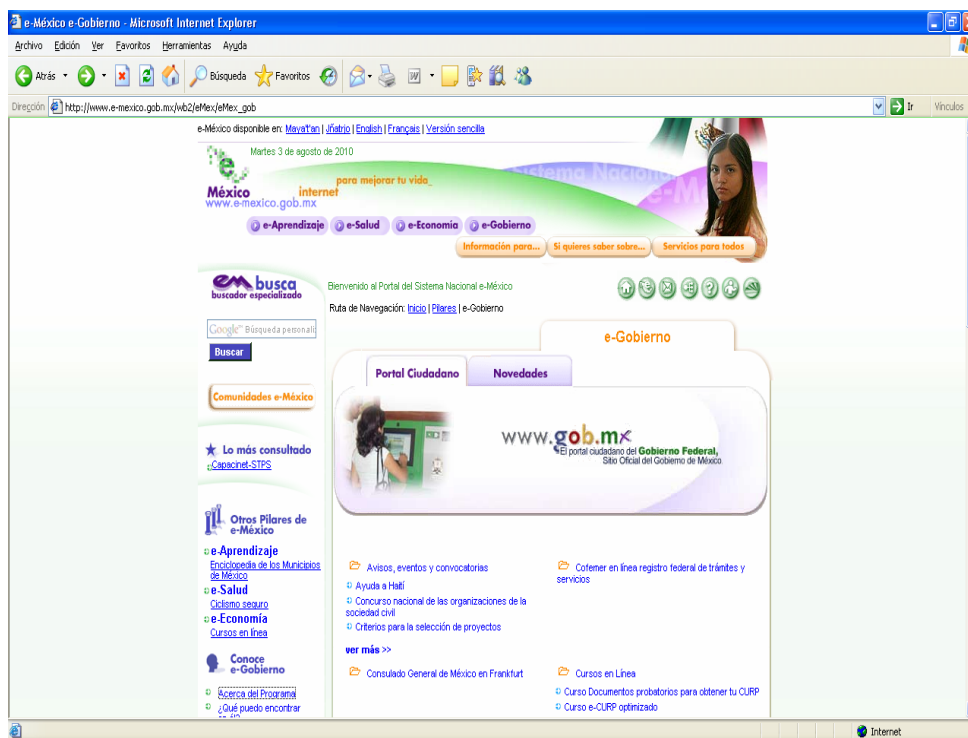 e-México e-Gobierno - Microsoft Internet Explorer
Archivo Edición Ver Favoritos Herramientas Ayuda
Atrás Búsqueda Favoritos
Dirección http://www.e-mexico.gob.mx/wb2/eMex/eMex_gob Ir Vínculos
e-México disponible en: Mayat'an | Jñatrjo | English | Français | Versión sencilla
Martes 3 de agosto de 2010
Sistema Nacional
e-M
para mejorar tu vida_
internet
México
www.e-mexico.gob.mx
e-Aprendizaje e-Salud e-Economía e-Gobierno
Información para... Si quieres saber sobre... Servicios para todos
em busca
buscador especializado
Bienvenido al Portal del Sistema Nacional e-México
Ruta de Navegación: Inicio | Pilares | e-Gobierno
Google™ Búsqueda personali
Buscar
e-Gobierno
Portal Ciudadano Novedades
Comunidades e-México
www.gob.mx
El portal ciudadano del Gobierno Federal,
Sitio Oficial del Gobierno de México
Lo más consultado
Capacinet-STPS
Otros Pilares de
e-México
e-Aprendizaje
Enciclopedia de los Municipios
de México
e-Salud
Ciclismo seguro
e-Economía
Cursos en línea
Conoce
e-Gobierno
Acerca del Programa
¿Qué puedo encontrar
Avisos, eventos y convocatorias
Ayuda a Haití
Concurso nacional de las organizaciones de la
sociedad civil
Criterios para la selección de proyectos
ver más >>
Cofemer en línea registro federal de trámites y
servicios
Consulado General de México en Frankfurt
Cursos en Línea
Curso Documentos probatorios para obtener tu CURP
Curso e-CURP optimizado
Internet